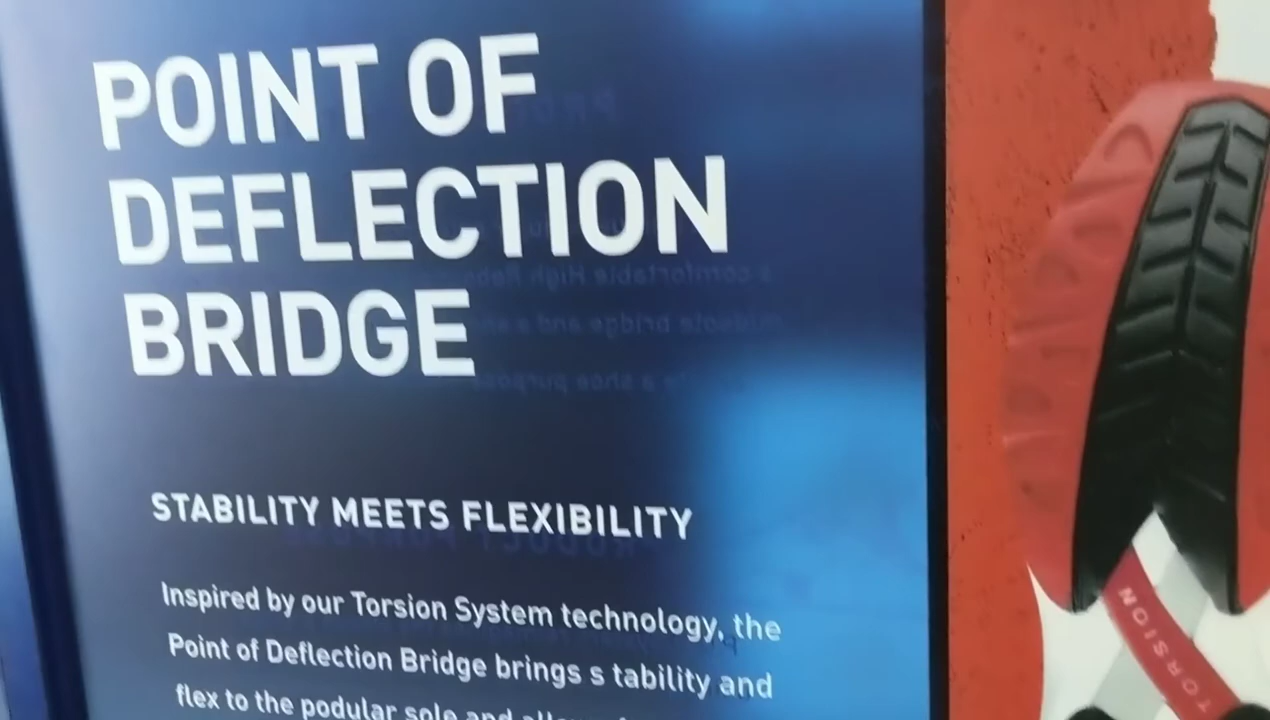 POINT OF
DEFLECTION
BRIDGE
STABILITY MEETS FLEXIBILITY
Inspired by our Torsion System technology, the
Point of Deflection Bridge brings s tability and
flex to the podular sole and
TORSION